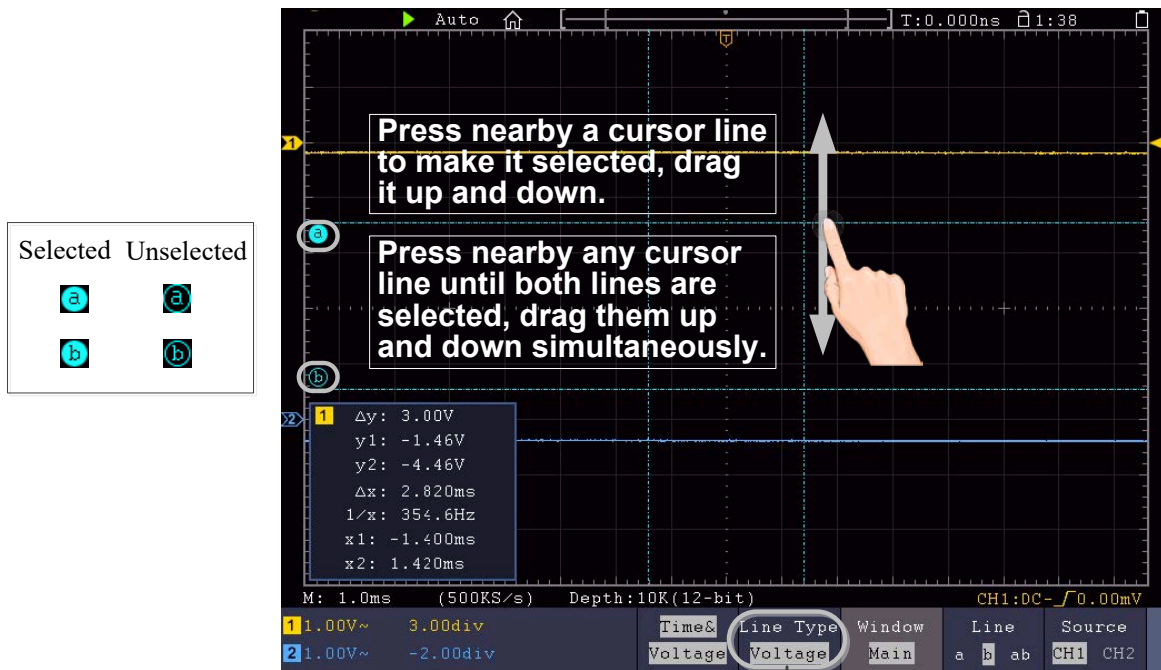 Auto T:0.000ns 1:38
T
Press nearby a cursor line
to make it selected, drag
it up and down.
1
a
Press nearby any cursor
line until both lines are
selected, drag them up
and down simultaneously.
b
Selected Unselected
a a
b b
2
1 Δy: 3.00V
y1: -1.46V
y2: -4.46V
Δx: 2.820ms
1/x: 354.6Hz
x1: -1.400ms
x2: 1.420ms
M: 1.0ms (500KS/s) Depth:10K(12-bit) CH1:DC- 0.00mV
1 1.00V~ 3.00div Time& Line Type Window Line Source
2 1.00V~ -2.00div Voltage Voltage Main a b ab CH1 CH2